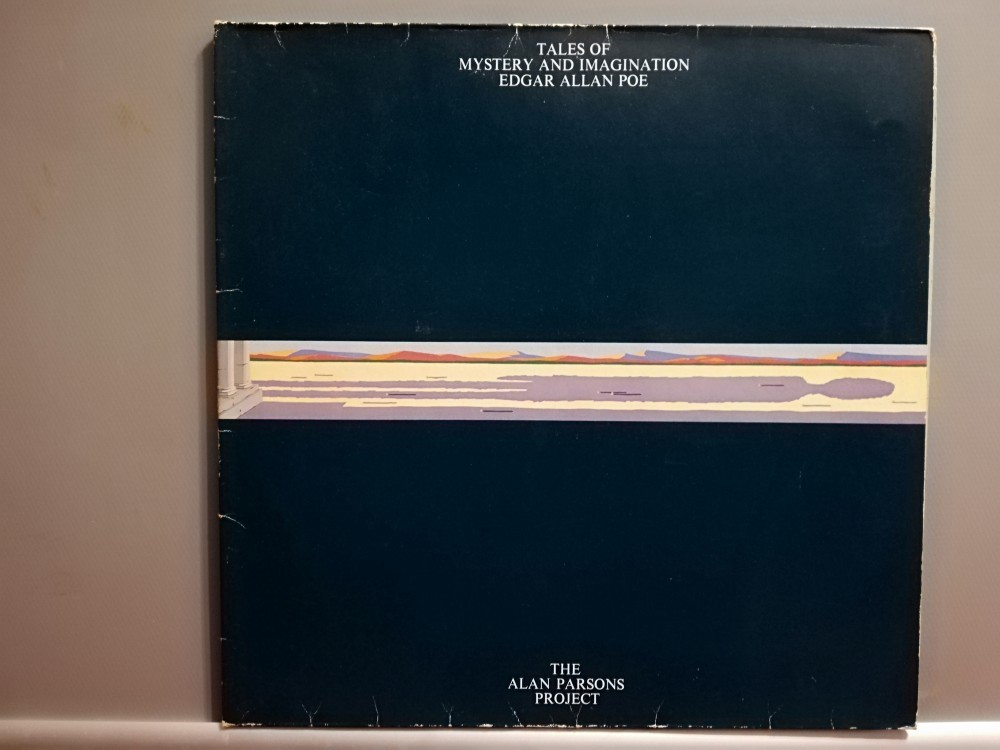 TALES OF
MYSTERY AND IMAGINATION
EDGAR ALLAN POE
THE
ALAN PARSONS
PROJECT